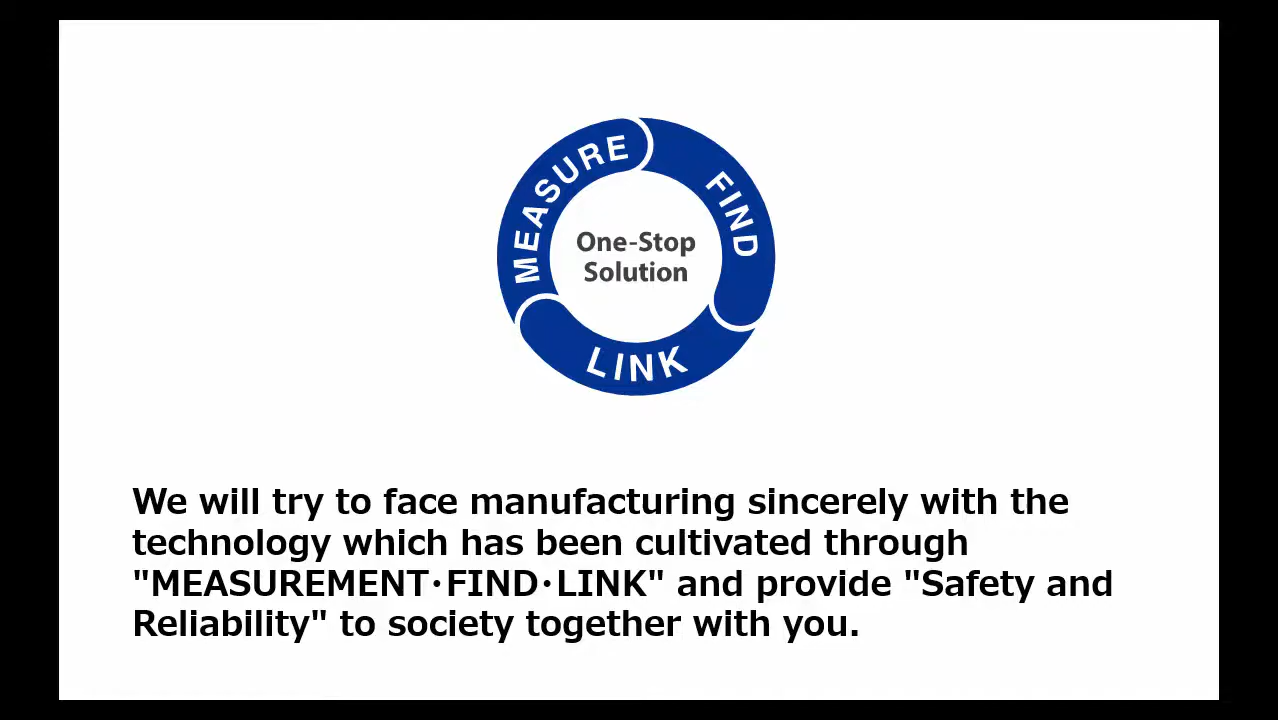 MEASURE
FIND
One-Stop
Solution
LINK
We will try to face manufacturing sincerely with the
technology which has been cultivated through
"MEASUREMENT・FIND・LINK" and provide "Safety and
Reliability" to society together with you.